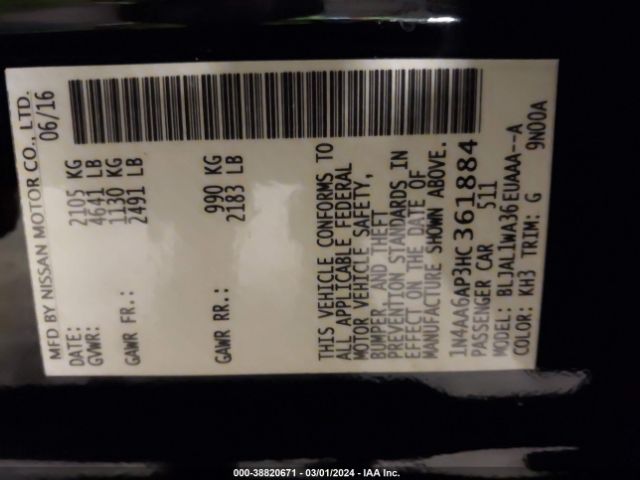 MFD BY NISSAN MOTOR CO., LTD.
DATE: 06/16
GVWR: 2105 KG
4641 LB
GAWR FR.: 1130 KG
2491 LB
GAWR RR.: 990 KG
2183 LB
THIS VEHICLE CONFORMS TO
ALL APPLICABLE FEDERAL
MOTOR VEHICLE SAFETY,
BUMPER, AND THEFT
PREVENTION STANDARDS IN
EFFECT ON THE DATE OF
MANUFACTURE SHOWN ABOVE.
1N4AA6AP3HC361884
PASSENGER CAR 511
MODEL: BLJAL1WA36EUAAA--A
COLOR: KH3 TRIM: G 9N00A
000-38820671 - 03/01/2024 - IAA Inc.